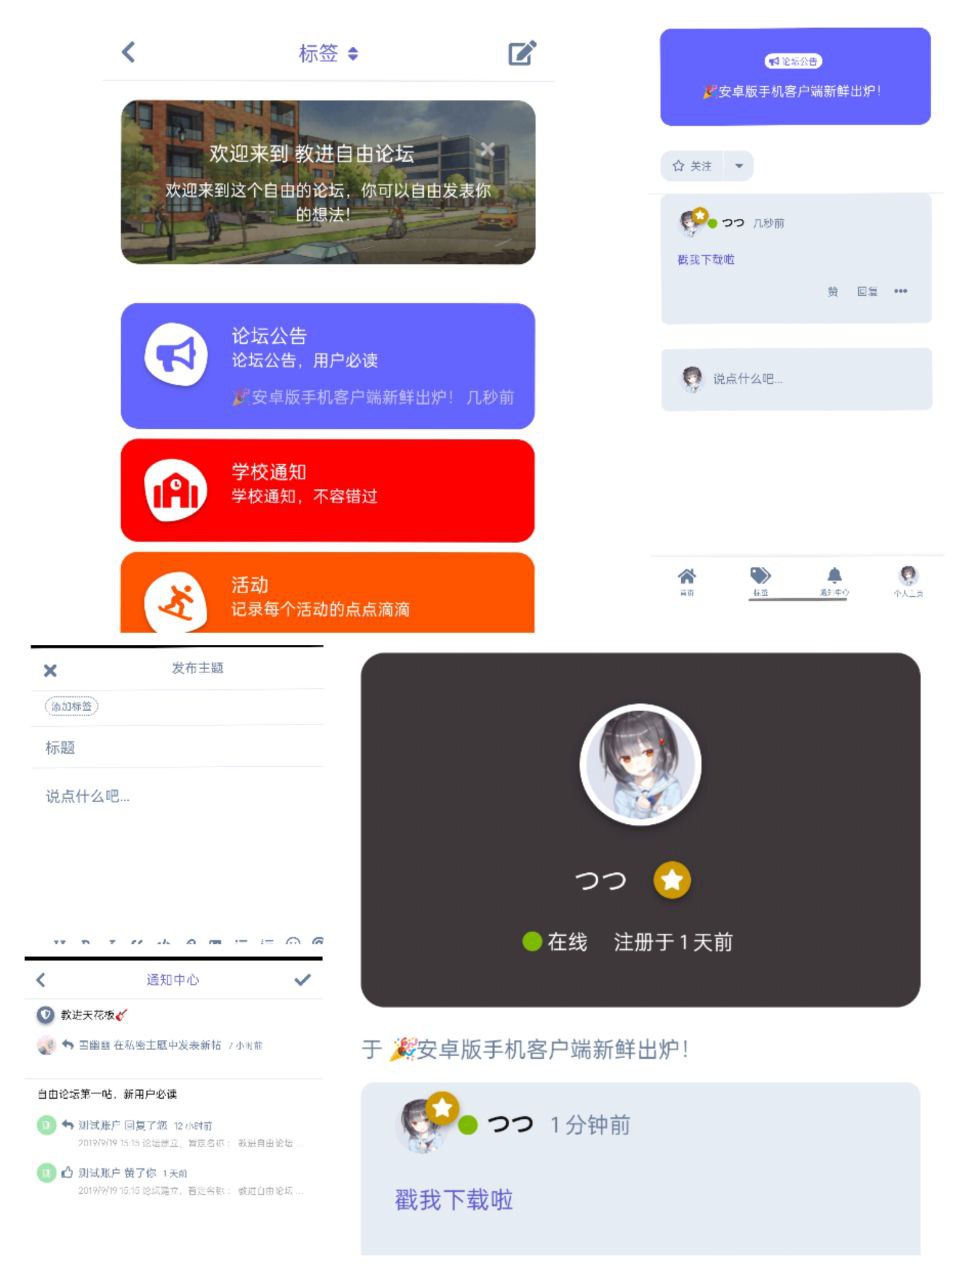 标签
欢迎来到 教进自由论坛
欢迎来到这个自由的论坛，你可以自由发表你
的想法！
论坛公告
论坛公告，用户必读
🎉安卓版手机客户端新鲜出炉！ 几秒前
学校通知
学校通知，不容错过
活动
记录每个活动的点点滴滴
论坛公告
🎉安卓版手机客户端新鲜出炉！
关注
つつ 几秒前
戳我下载啦
赞 回复
说点什么吧...
首页 标签 通知中心 个人主页
发布主题
添加标签
标题
说点什么吧...
通知中心
教进天花板🎸
雪幽幽 在私密主题中发表新帖 7 小时前
自由论坛第一帖，新用户必读
测试账户 回复了您 12 小时前
2019/9/19 15:15 论坛建立，暂定名称： 教进自由论坛 ...
测试账户 赞了你 1 天前
2019/9/19 15:15 论坛建立，暂定名称： 教进自由论坛 ...
つつ
在线 注册于 1 天前
于 🎉安卓版手机客户端新鲜出炉！
つつ 1 分钟前
戳我下载啦